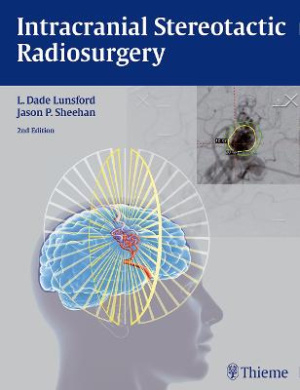 Intracranial Stereotactic
Radiosurgery
L. Dade Lunsford
Jason P. Sheehan
2nd Edition
Thieme